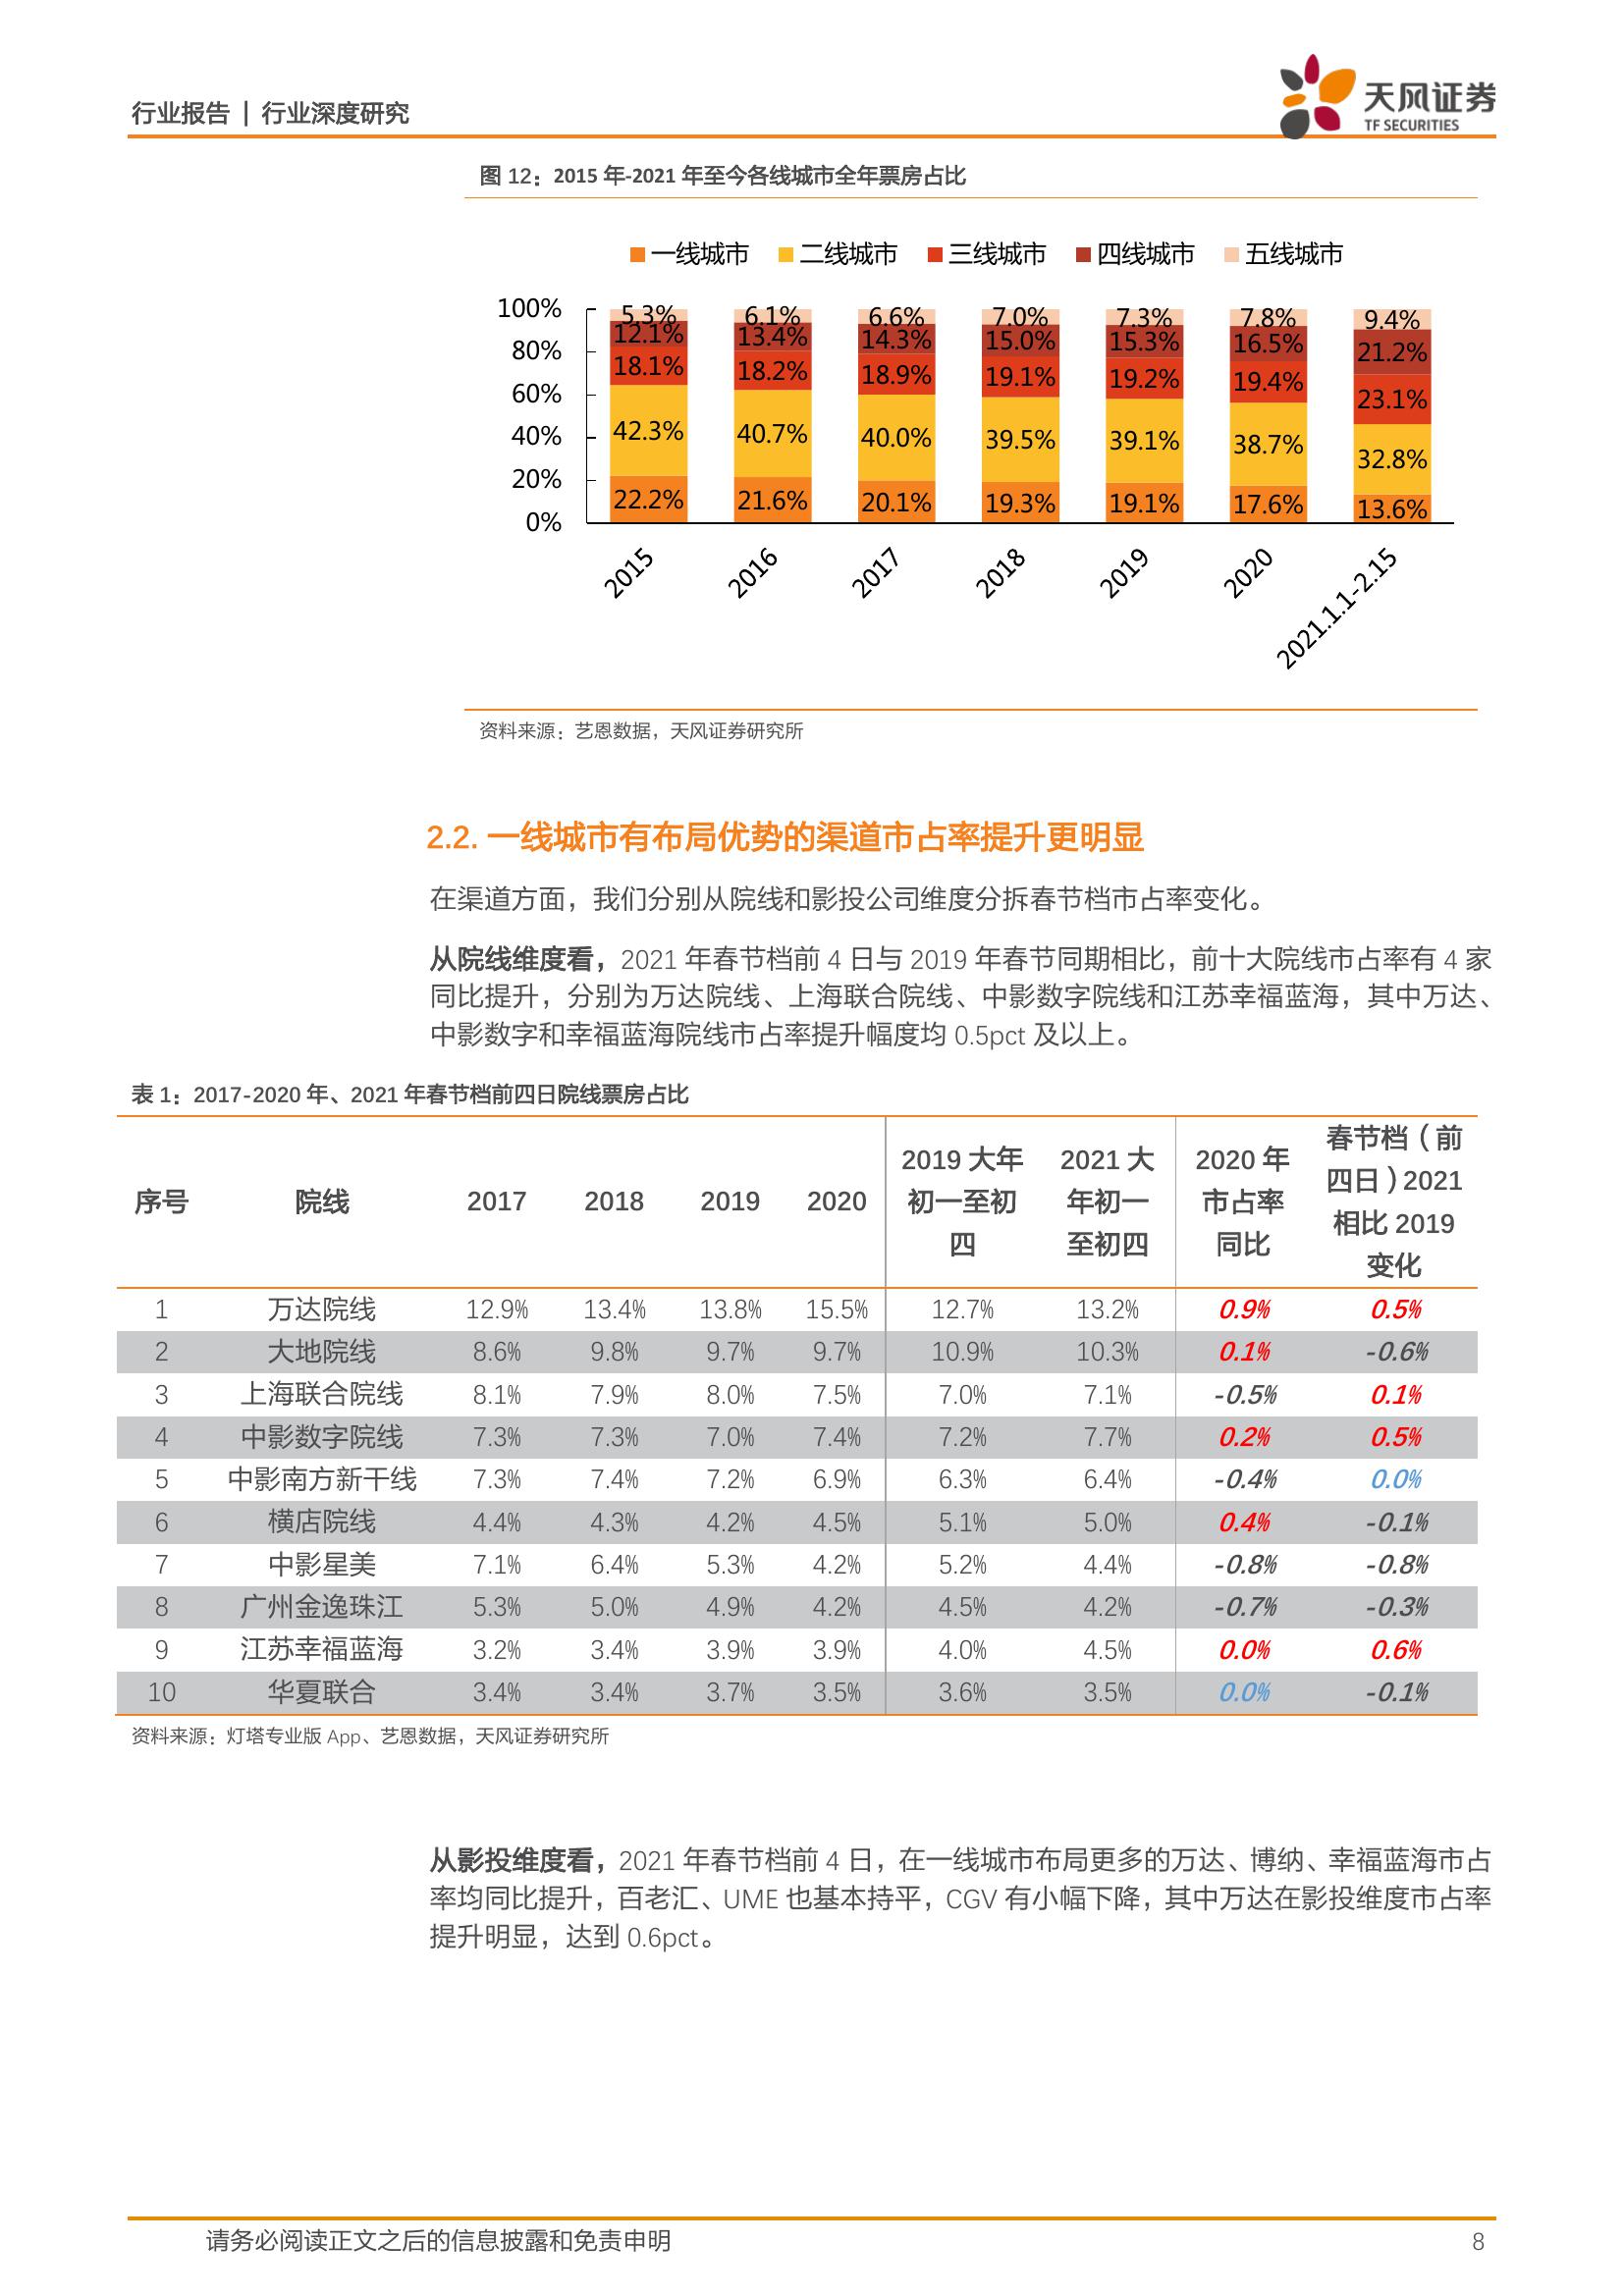 行业报告 | 行业深度研究
天风证券
TF SECURITIES
图 12：2015 年-2021 年至今各线城市全年票房占比
一线城市 二线城市 三线城市 四线城市 五线城市
100% 5.3% 6.1% 6.6% 7.0% 7.3% 7.8% 9.4%
12.1% 13.4% 14.3% 15.0% 15.3% 16.5% 21.2%
80%
18.1% 18.2% 18.9% 19.1% 19.2% 19.4% 23.1%
60%
42.3% 40.7% 40.0% 39.5% 39.1% 38.7% 32.8%
40%
20%
22.2% 21.6% 20.1% 19.3% 19.1% 17.6% 13.6%
0%
2015 2016 2017 2018 2019 2020 2021.1.1-2.15
资料来源：艺恩数据，天风证券研究所
2.2. 一线城市有布局优势的渠道市占率提升更明显
在渠道方面，我们分别从院线和影投公司维度分拆春节档市占率变化。
从院线维度看，2021 年春节档前 4 日与 2019 年春节同期相比，前十大院线市占率有 4 家
同比提升，分别为万达院线、上海联合院线、中影数字院线和江苏幸福蓝海，其中万达、
中影数字和幸福蓝海院线市占率提升幅度均 0.5pct 及以上。
表 1：2017-2020 年、2021 年春节档前四日院线票房占比
序号 院线 2017 2018 2019 2020 2019 大年初一至初四 2021 大年初一至初四 2020 年市占率同比 春节档（前四日）2021 相比 2019 变化
1 万达院线 12.9% 13.4% 13.8% 15.5% 12.7% 13.2% 0.9% 0.5%
2 大地院线 8.6% 9.8% 9.7% 9.7% 10.9% 10.3% 0.1% -0.6%
3 上海联合院线 8.1% 7.9% 8.0% 7.5% 7.0% 7.1% -0.5% 0.1%
4 中影数字院线 7.3% 7.3% 7.0% 7.4% 7.2% 7.7% 0.2% 0.5%
5 中影南方新干线 7.3% 7.4% 7.2% 6.9% 6.3% 6.4% -0.4% 0.0%
6 横店院线 4.4% 4.3% 4.2% 4.5% 5.1% 5.0% 0.4% -0.1%
7 中影星美 7.1% 6.4% 5.3% 4.2% 5.2% 4.4% -0.8% -0.8%
8 广州金逸珠江 5.3% 5.0% 4.9% 4.2% 4.5% 4.2% -0.7% -0.3%
9 江苏幸福蓝海 3.2% 3.4% 3.9% 3.9% 4.0% 4.5% 0.0% 0.6%
10 华夏联合 3.4% 3.4% 3.7% 3.5% 3.6% 3.5% 0.0% -0.1%
资料来源：灯塔专业版 App、艺恩数据，天风证券研究所
从影投维度看，2021 年春节档前 4 日，在一线城市布局更多的万达、博纳、幸福蓝海市占
率均同比提升，百老汇、UME 也基本持平，CGV 有小幅下降，其中万达在影投维度市占率
提升明显，达到 0.6pct。
请务必阅读正文之后的信息披露和免责申明 8